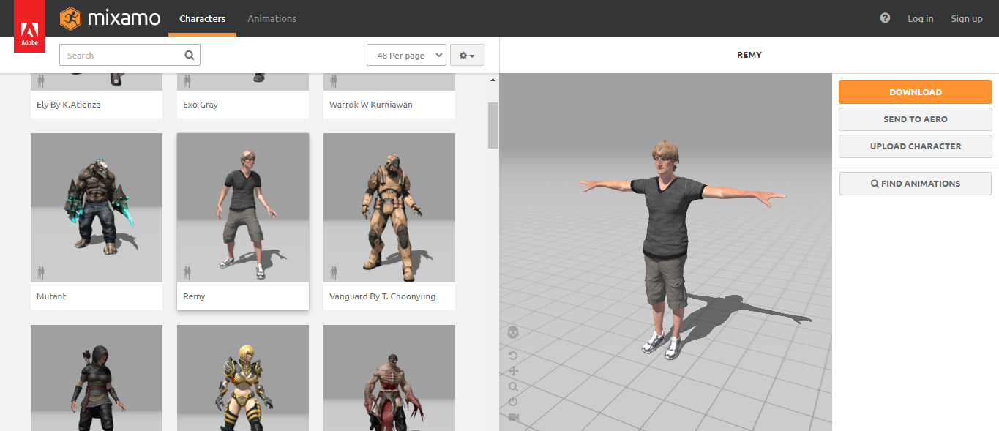 Adobe
mixamo
Characters
Animations
?
Log in
Sign up
Search
48 Per page
REMY
Ely By K.Atienza
Exo Gray
Warrok W Kurniawan
DOWNLOAD
SEND TO AERO
UPLOAD CHARACTER
FIND ANIMATIONS
Mutant
Remy
Vanguard By T. Choonyung